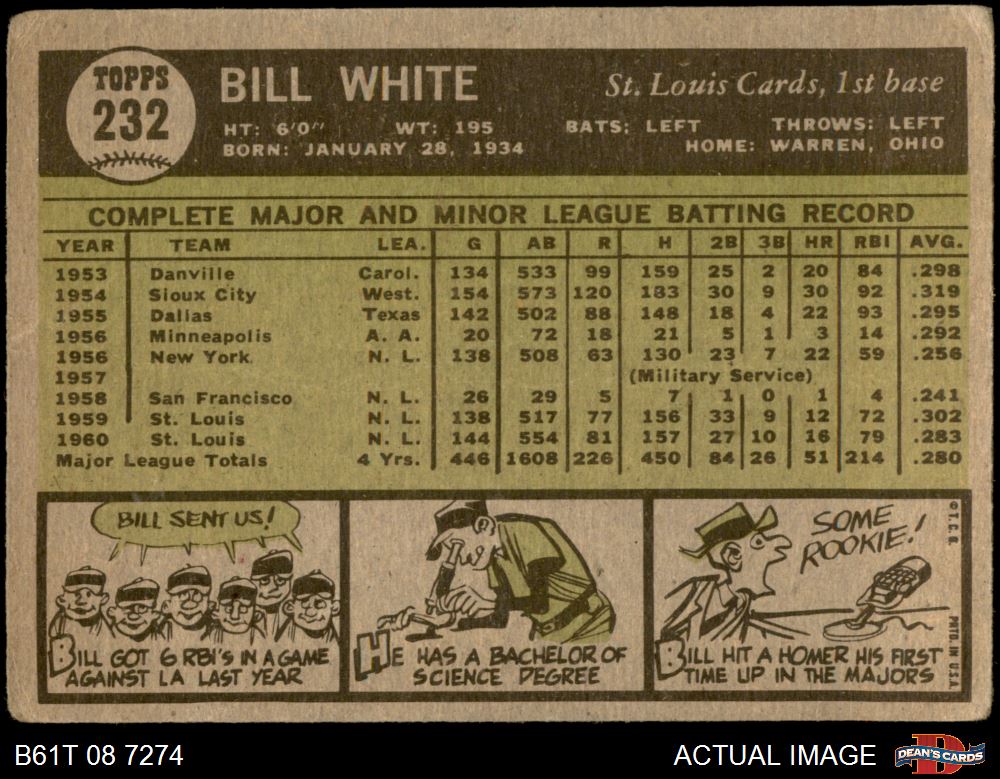 TOPPS
232
BILL WHITE
St. Louis Cards, 1st base
HT: 6'0" WT: 195 BATS: LEFT THROWS: LEFT
BORN: JANUARY 28, 1934 HOME: WARREN, OHIO
COMPLETE MAJOR AND MINOR LEAGUE BATTING RECORD
YEAR TEAM LEA. G AB R H 2B 3B HR RBI AVG.
1953 Danville Carol. 134 533 99 159 25 2 20 84 .298
1954 Sioux City West. 154 573 120 183 30 9 30 92 .319
1955 Dallas Texas 142 502 88 148 18 4 22 93 .295
1956 Minneapolis A. A. 20 72 18 21 5 1 3 14 .292
1956 New York N. L. 138 508 63 130 23 7 22 59 .256
1957 (Military Service)
1958 San Francisco N. L. 26 29 5 7 1 0 1 4 .241
1959 St. Louis N. L. 138 517 77 156 33 9 12 72 .302
1960 St. Louis N. L. 144 554 81 157 27 10 16 79 .283
Major League Totals 4 Yrs. 446 1608 226 450 84 26 51 214 .280
BILL SENT US!
BILL GOT 6 RBI'S IN A GAME
AGAINST LA LAST YEAR
HE HAS A BACHELOR OF
SCIENCE DEGREE
SOME
ROOKIE!
BILL HIT A HOMER HIS FIRST
TIME UP IN THE MAJORS
© T. C. G. PRTD. IN U.S.A.
B61T 08 7274
ACTUAL IMAGE
DEAN'S CARDS